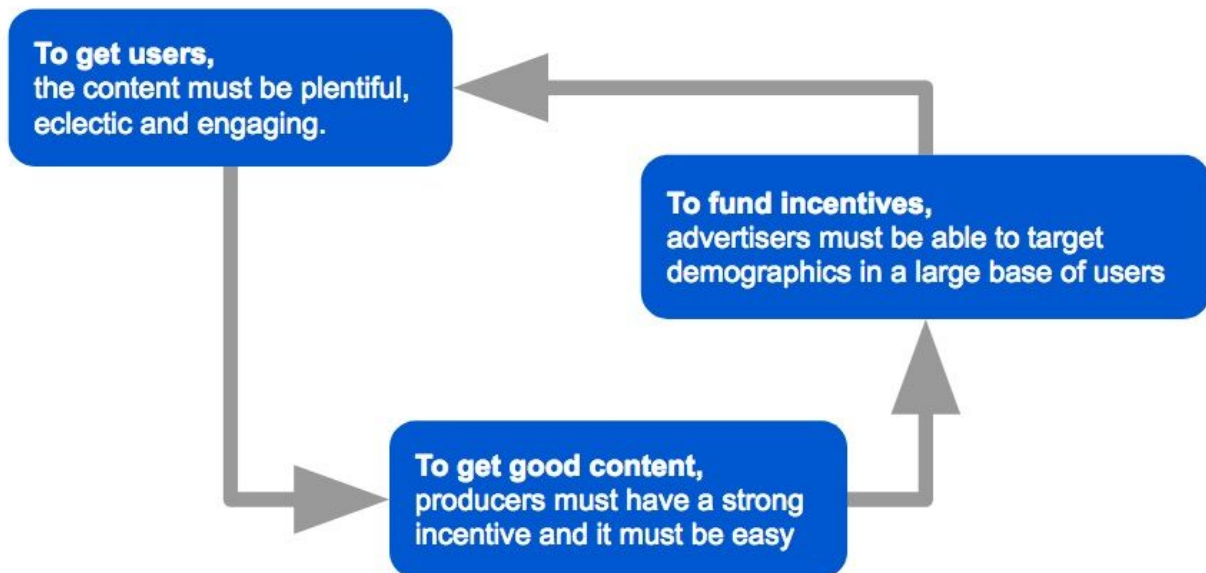 To get users,
the content must be plentiful,
eclectic and engaging.
To fund incentives,
advertisers must be able to target
demographics in a large base of users
To get good content,
producers must have a strong
incentive and it must be easy